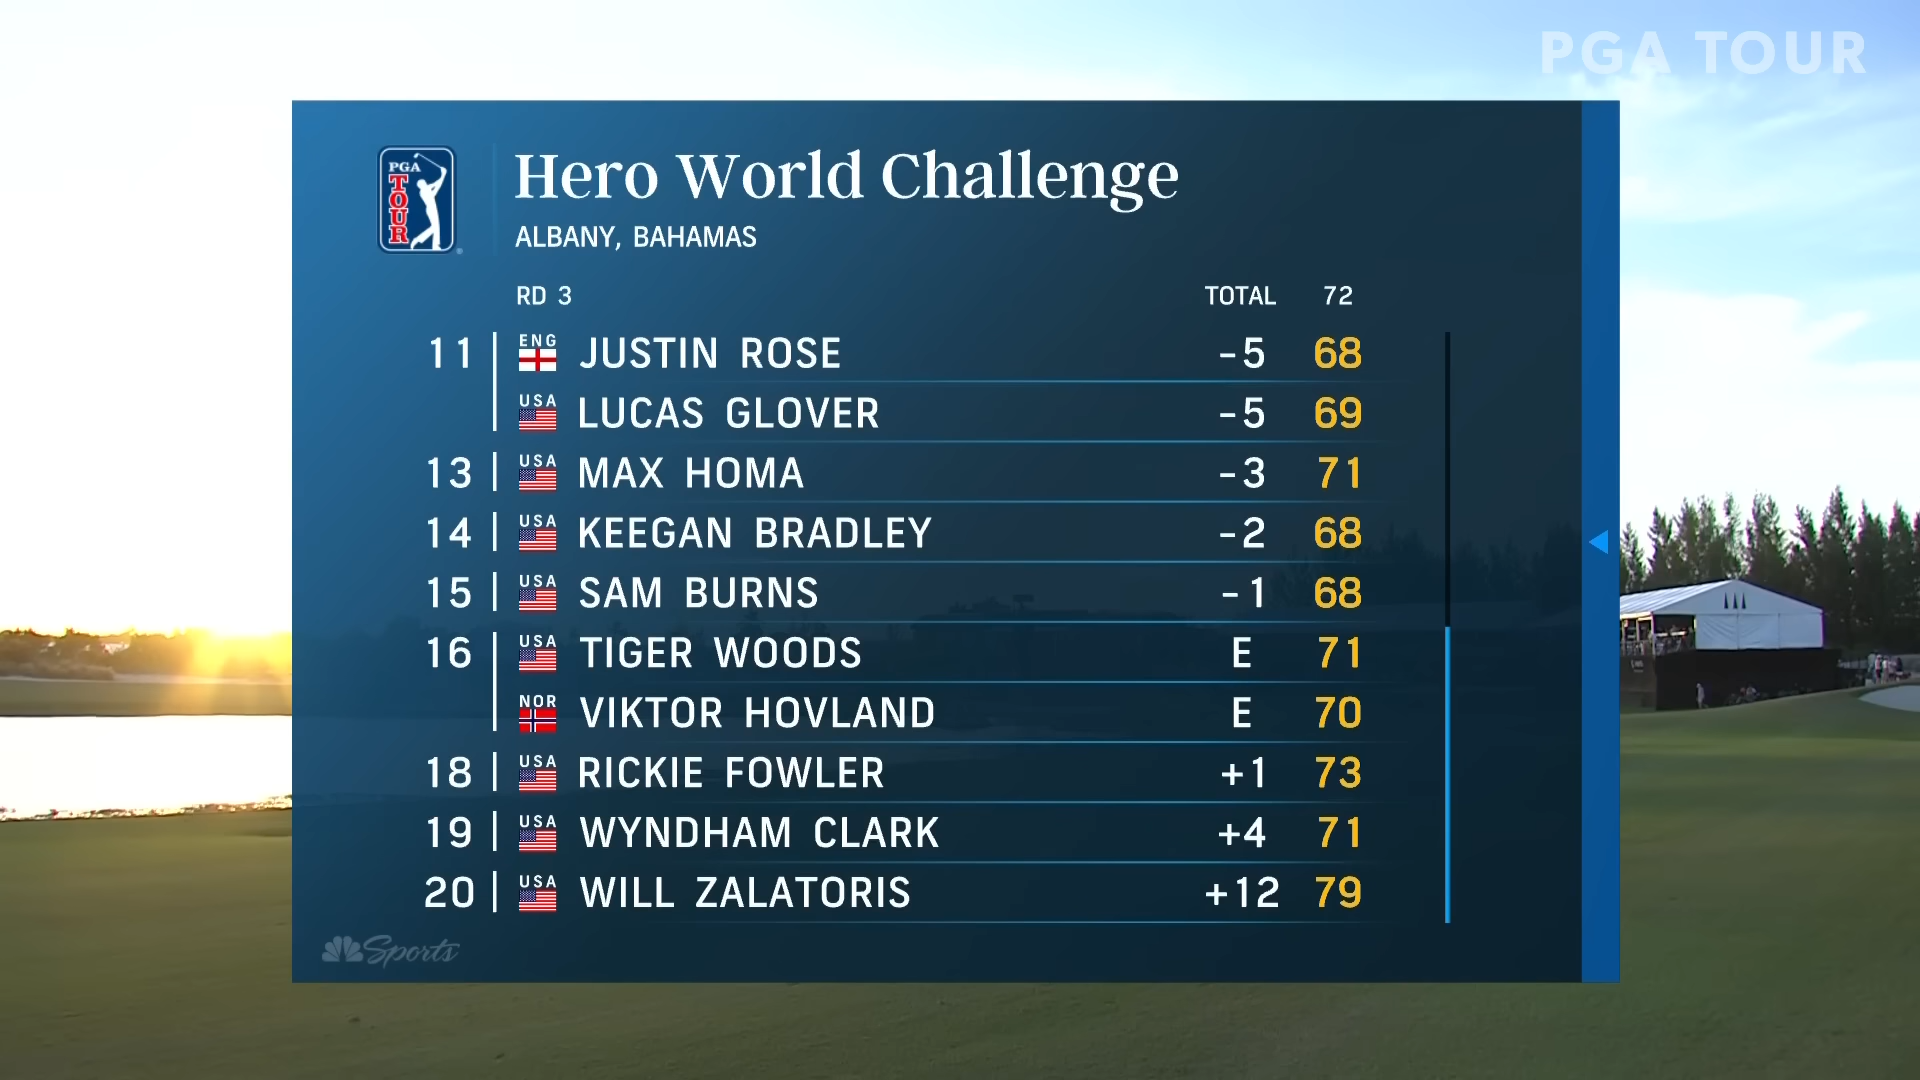 PGA TOUR
PGA TOUR
Hero World Challenge
ALBANY, BAHAMAS
RD 3 TOTAL 72
11 ENG JUSTIN ROSE -5 68
USA LUCAS GLOVER -5 69
13 USA MAX HOMA -3 71
14 USA KEEGAN BRADLEY -2 68
15 USA SAM BURNS -1 68
16 USA TIGER WOODS E 71
NOR VIKTOR HOVLAND E 70
18 USA RICKIE FOWLER +1 73
19 USA WYNDHAM CLARK +4 71
20 USA WILL ZALATORIS +12 79
Sports